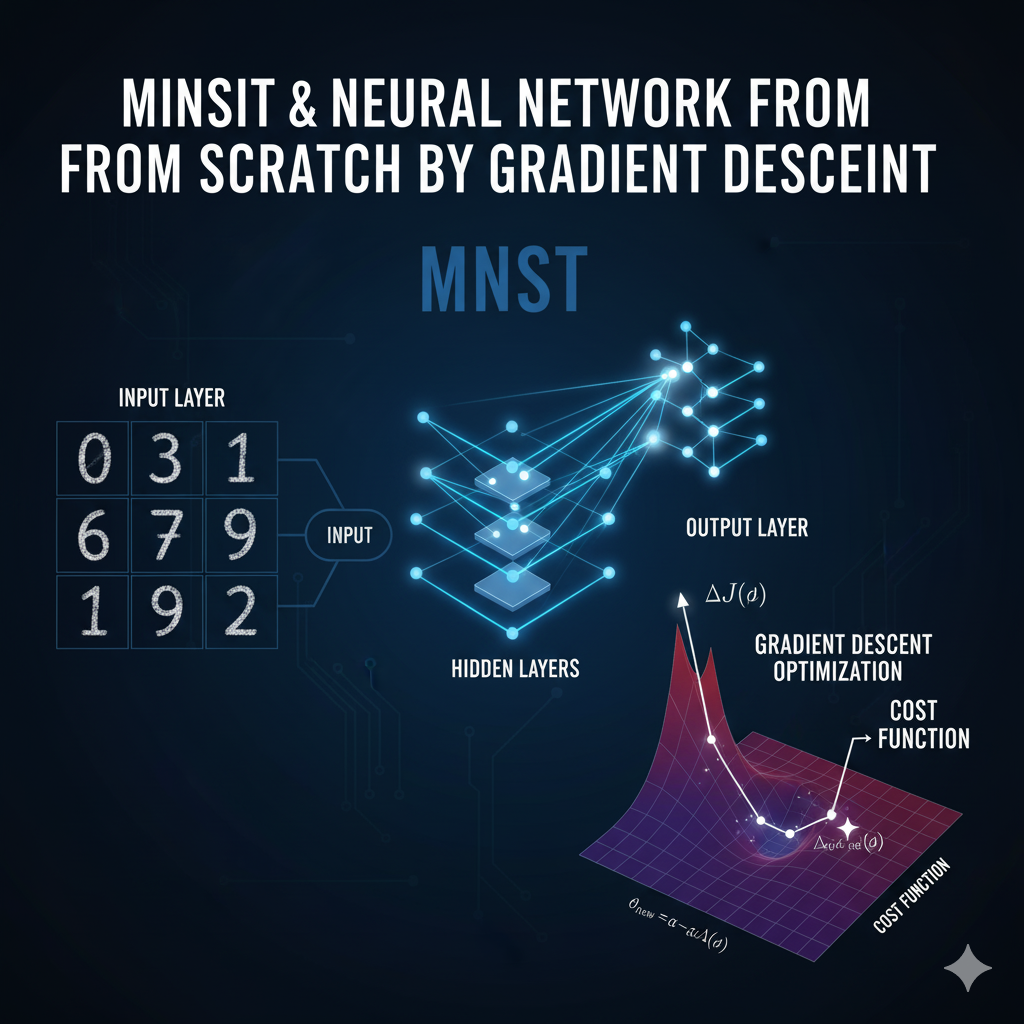 MINSIT & NEURAL NETWORK FROM
FROM SCRATCH BY GRADIENT DESCEINT
MNST
INPUT LAYER
0 3 1
6 7 9
1 9 2
INPUT
HIDDEN LAYERS
OUTPUT LAYER
ΔJ(𝑑)
GRADIENT DESCENT
OPTIMIZATION
COST
FUNCTION
COST FUNCTION